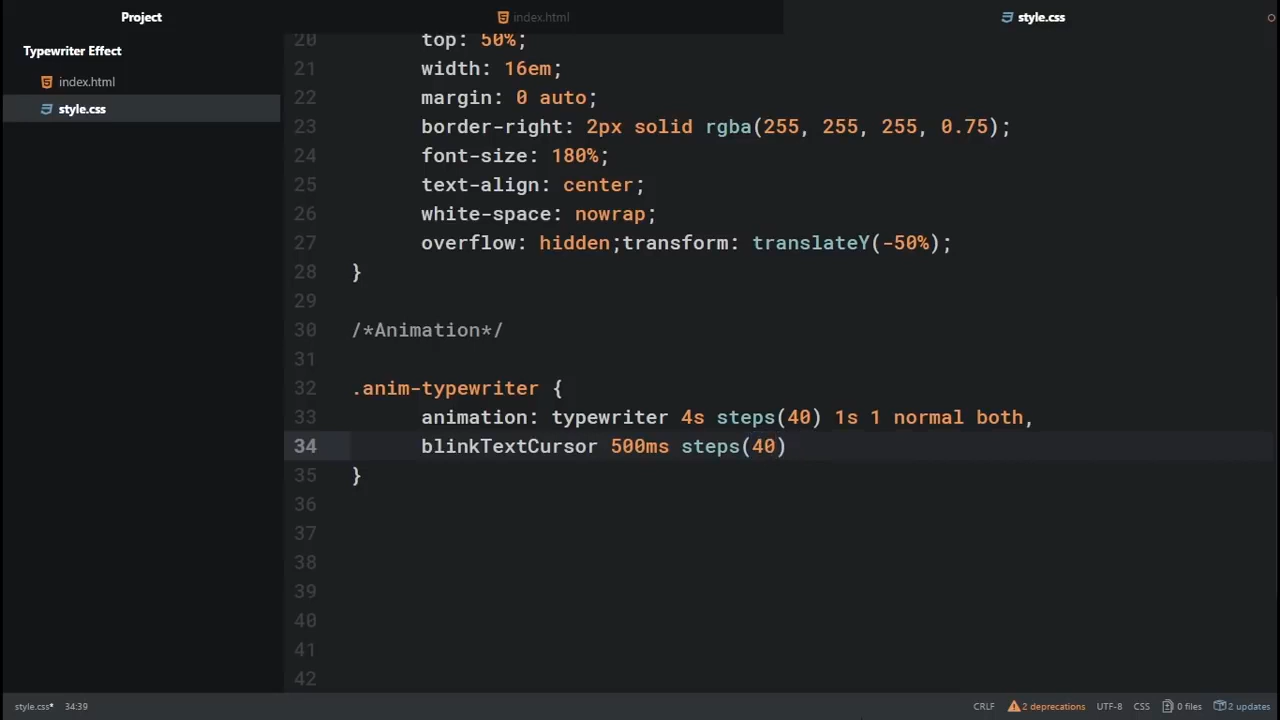 Project
index.html
style.css
Typewriter Effect
index.html
style.css
20 top: 50%;
21 width: 16em;
22 margin: 0 auto;
23 border-right: 2px solid rgba(255, 255, 255, 0.75);
24 font-size: 180%;
25 text-align: center;
26 white-space: nowrap;
27 overflow: hidden;transform: translateY(-50%);
28 }
29
30 /*Animation*/
31
32 .anim-typewriter {
33 animation: typewriter 4s steps(40) 1s 1 normal both,
34 blinkTextCursor 500ms steps(40)
35 }
36
37
38
39
40
41
42
style.css* 34:39 CRLF 2 deprecations UTF-8 CSS 0 files 2 updates